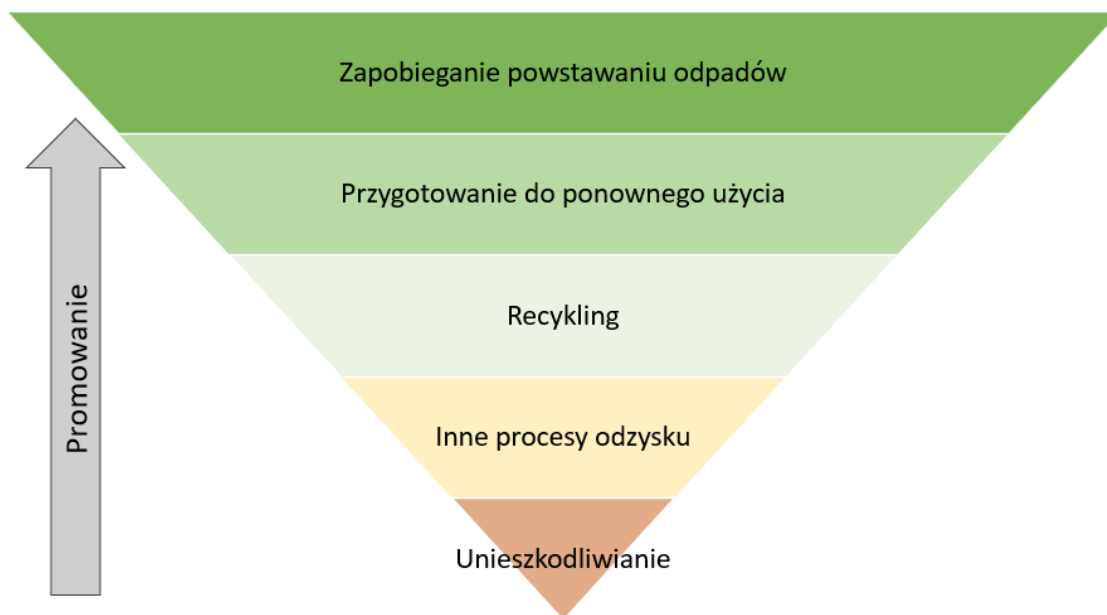 Zapobieganie powstawaniu odpadów
Przygotowanie do ponownego użycia
Recykling
Inne procesy odzysku
Unieszkodliwianie
Promowanie